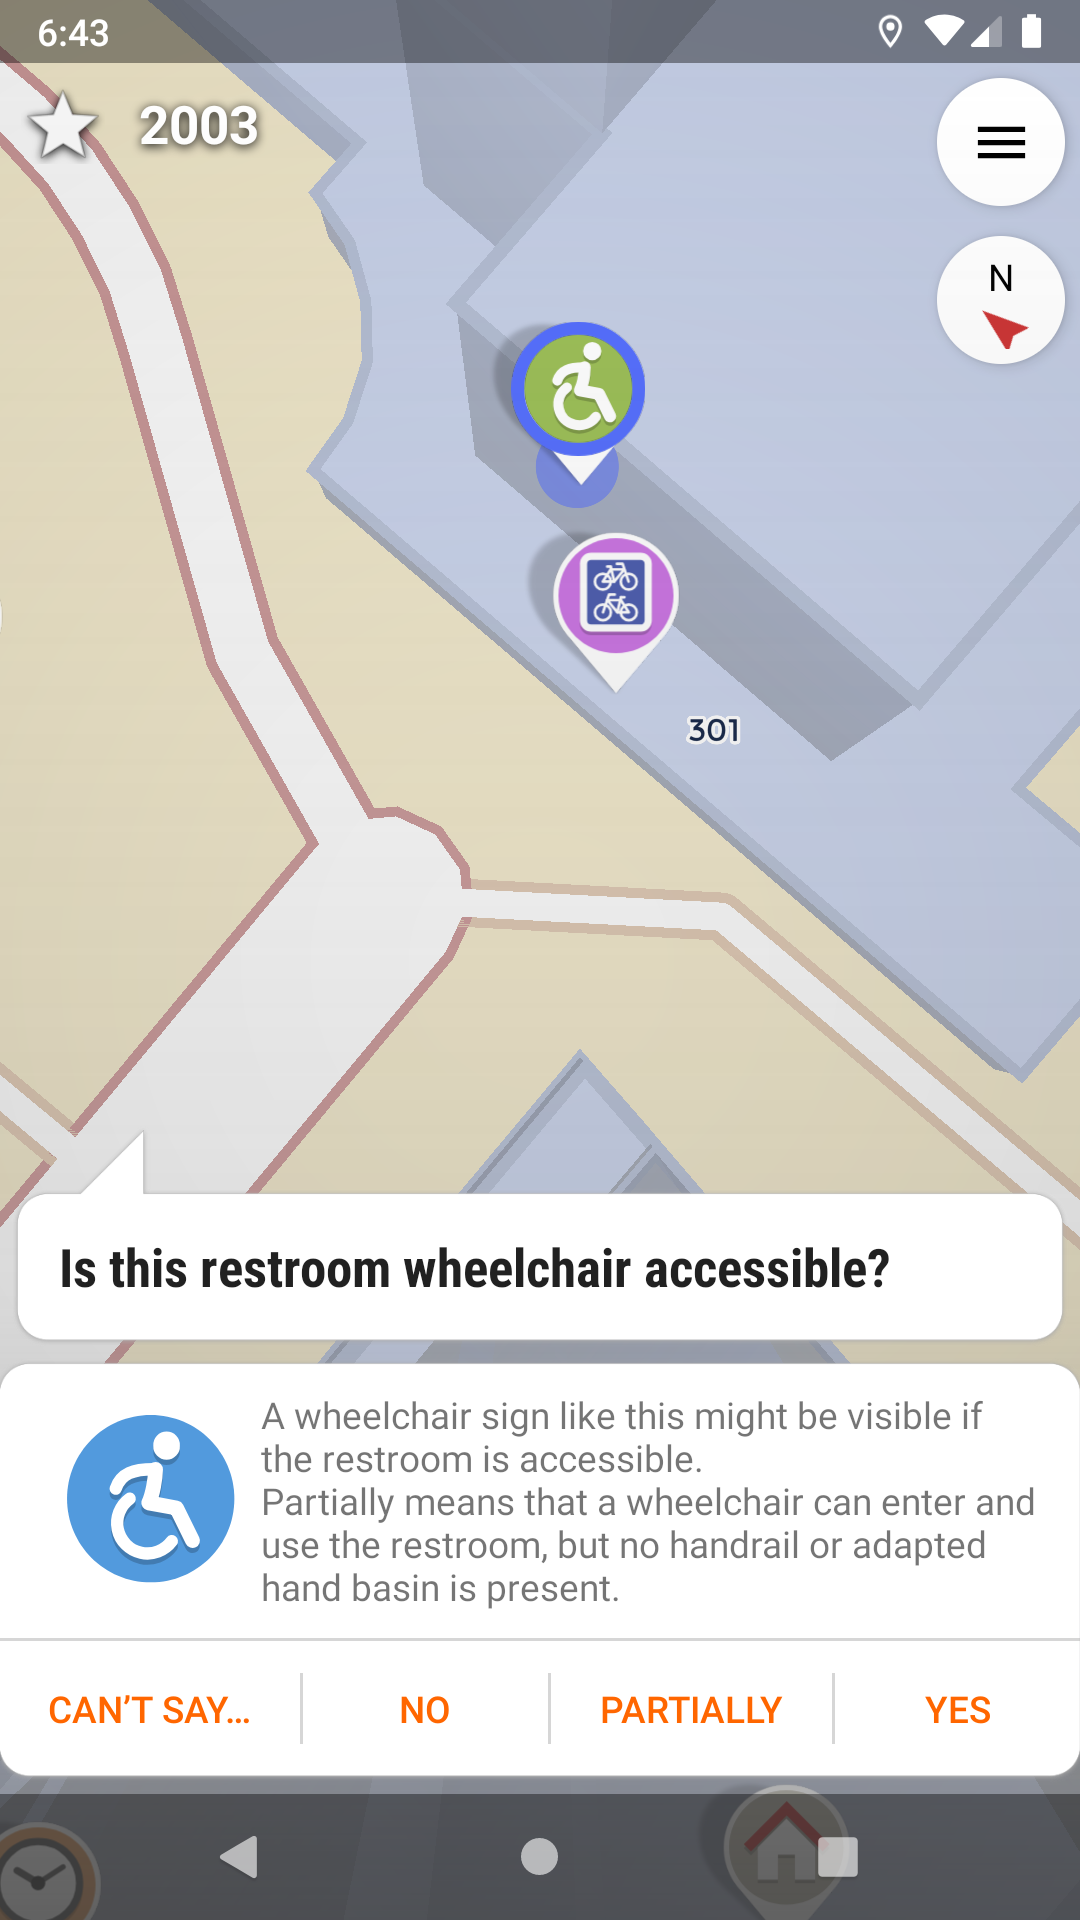 6:43
2003
N
301
Is this restroom wheelchair accessible?
A wheelchair sign like this might be visible if
the restroom is accessible.
Partially means that a wheelchair can enter and
use the restroom, but no handrail or adapted
hand basin is present.
CAN’T SAY…
NO
PARTIALLY
YES